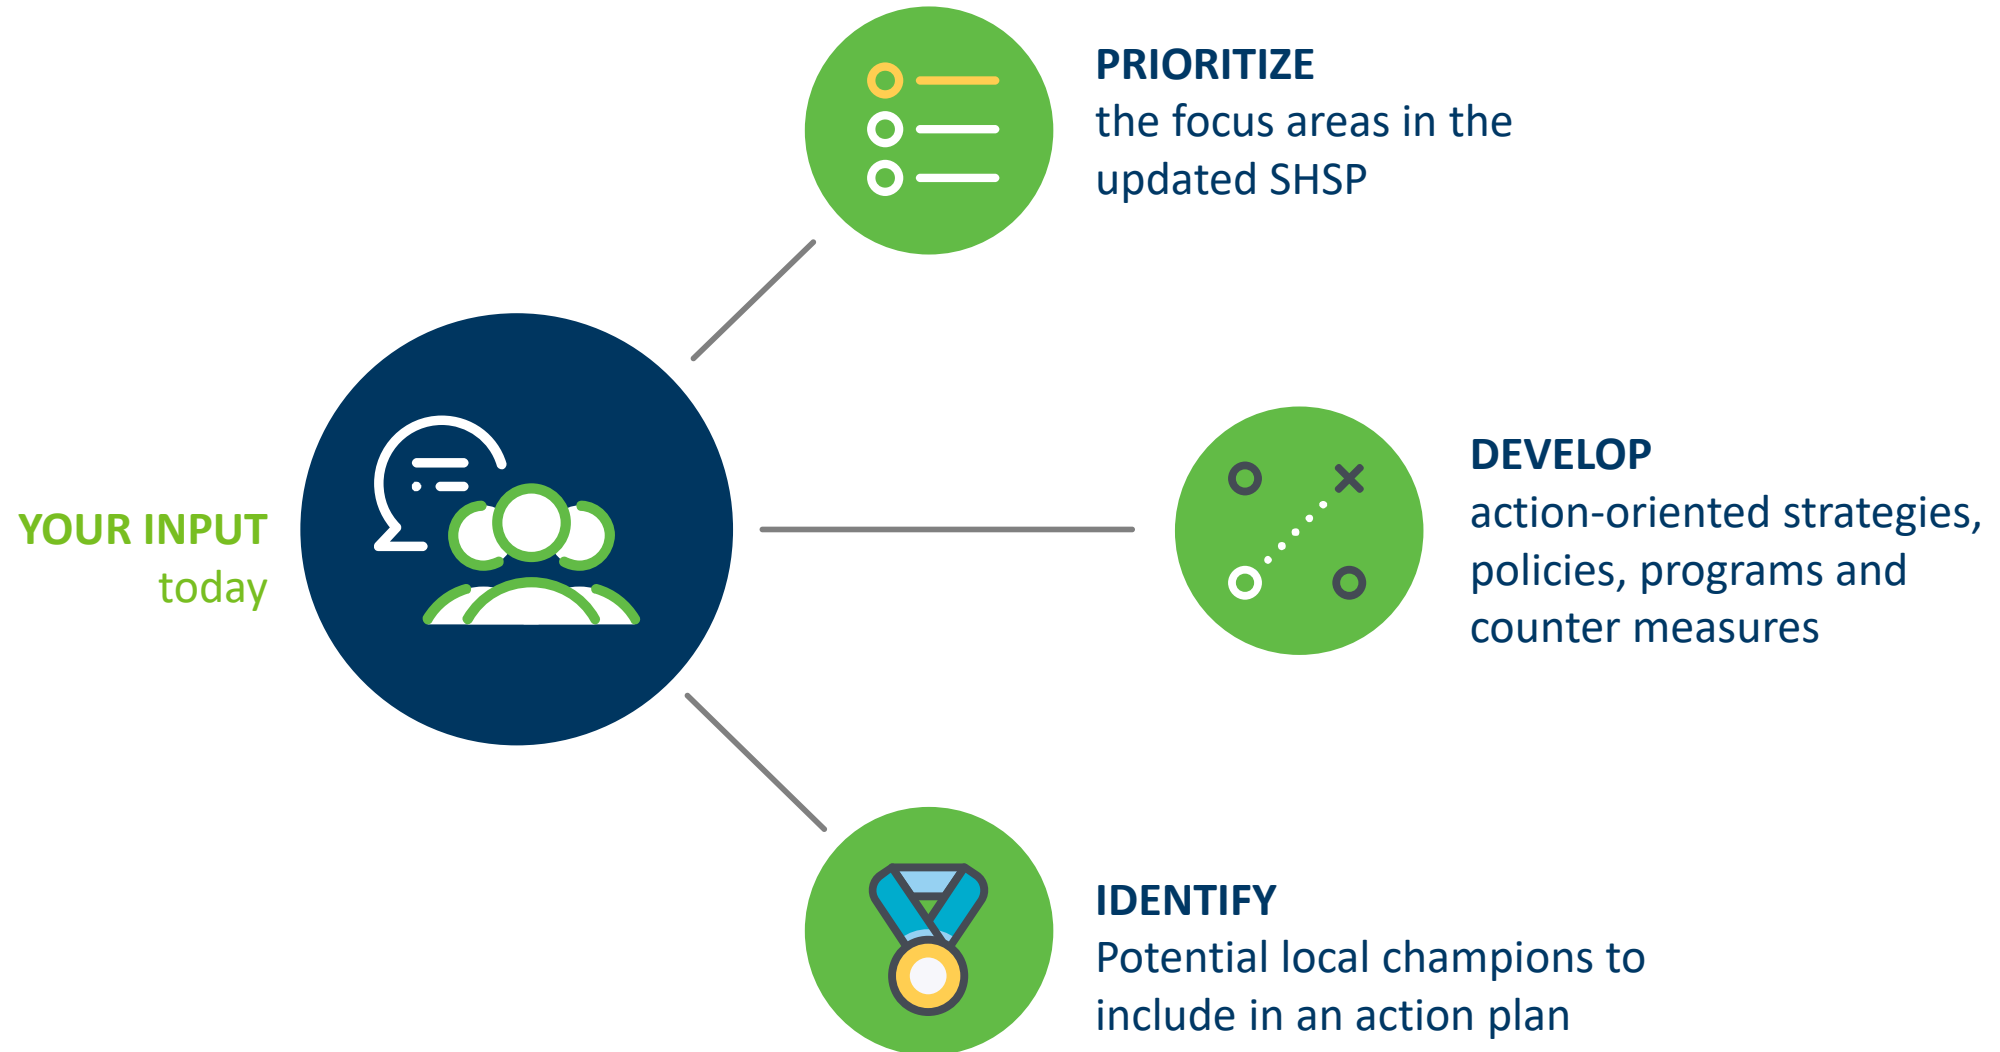 YOUR INPUT
today
PRIORITIZE
the focus areas in the
updated SHSP
DEVELOP
action-oriented strategies,
policies, programs and
counter measures
IDENTIFY
Potential local champions to
include in an action plan